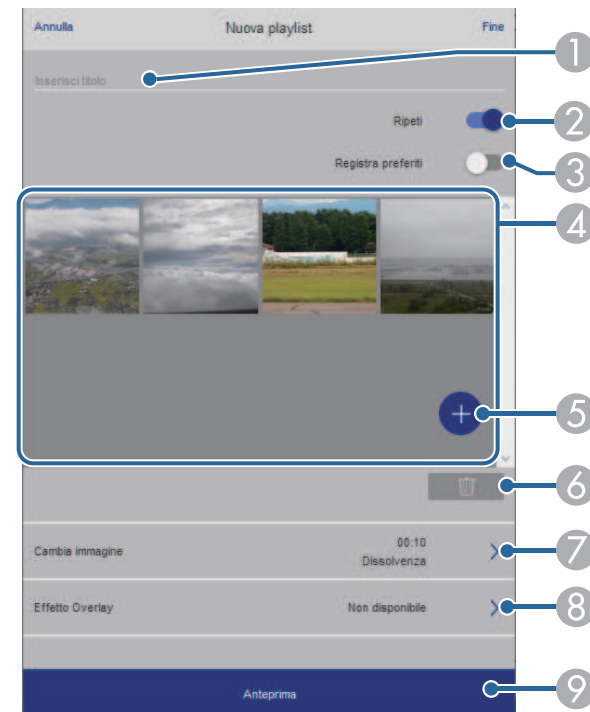 Annulla Nuova playlist Fine
Inserisci titolo
1
Ripeti
2
Registra preferiti
3
4
5
6
00:10
Cambia immagine
Dissolvenza
7
Effetto Overlay Non disponibile
8
Anteprima
9